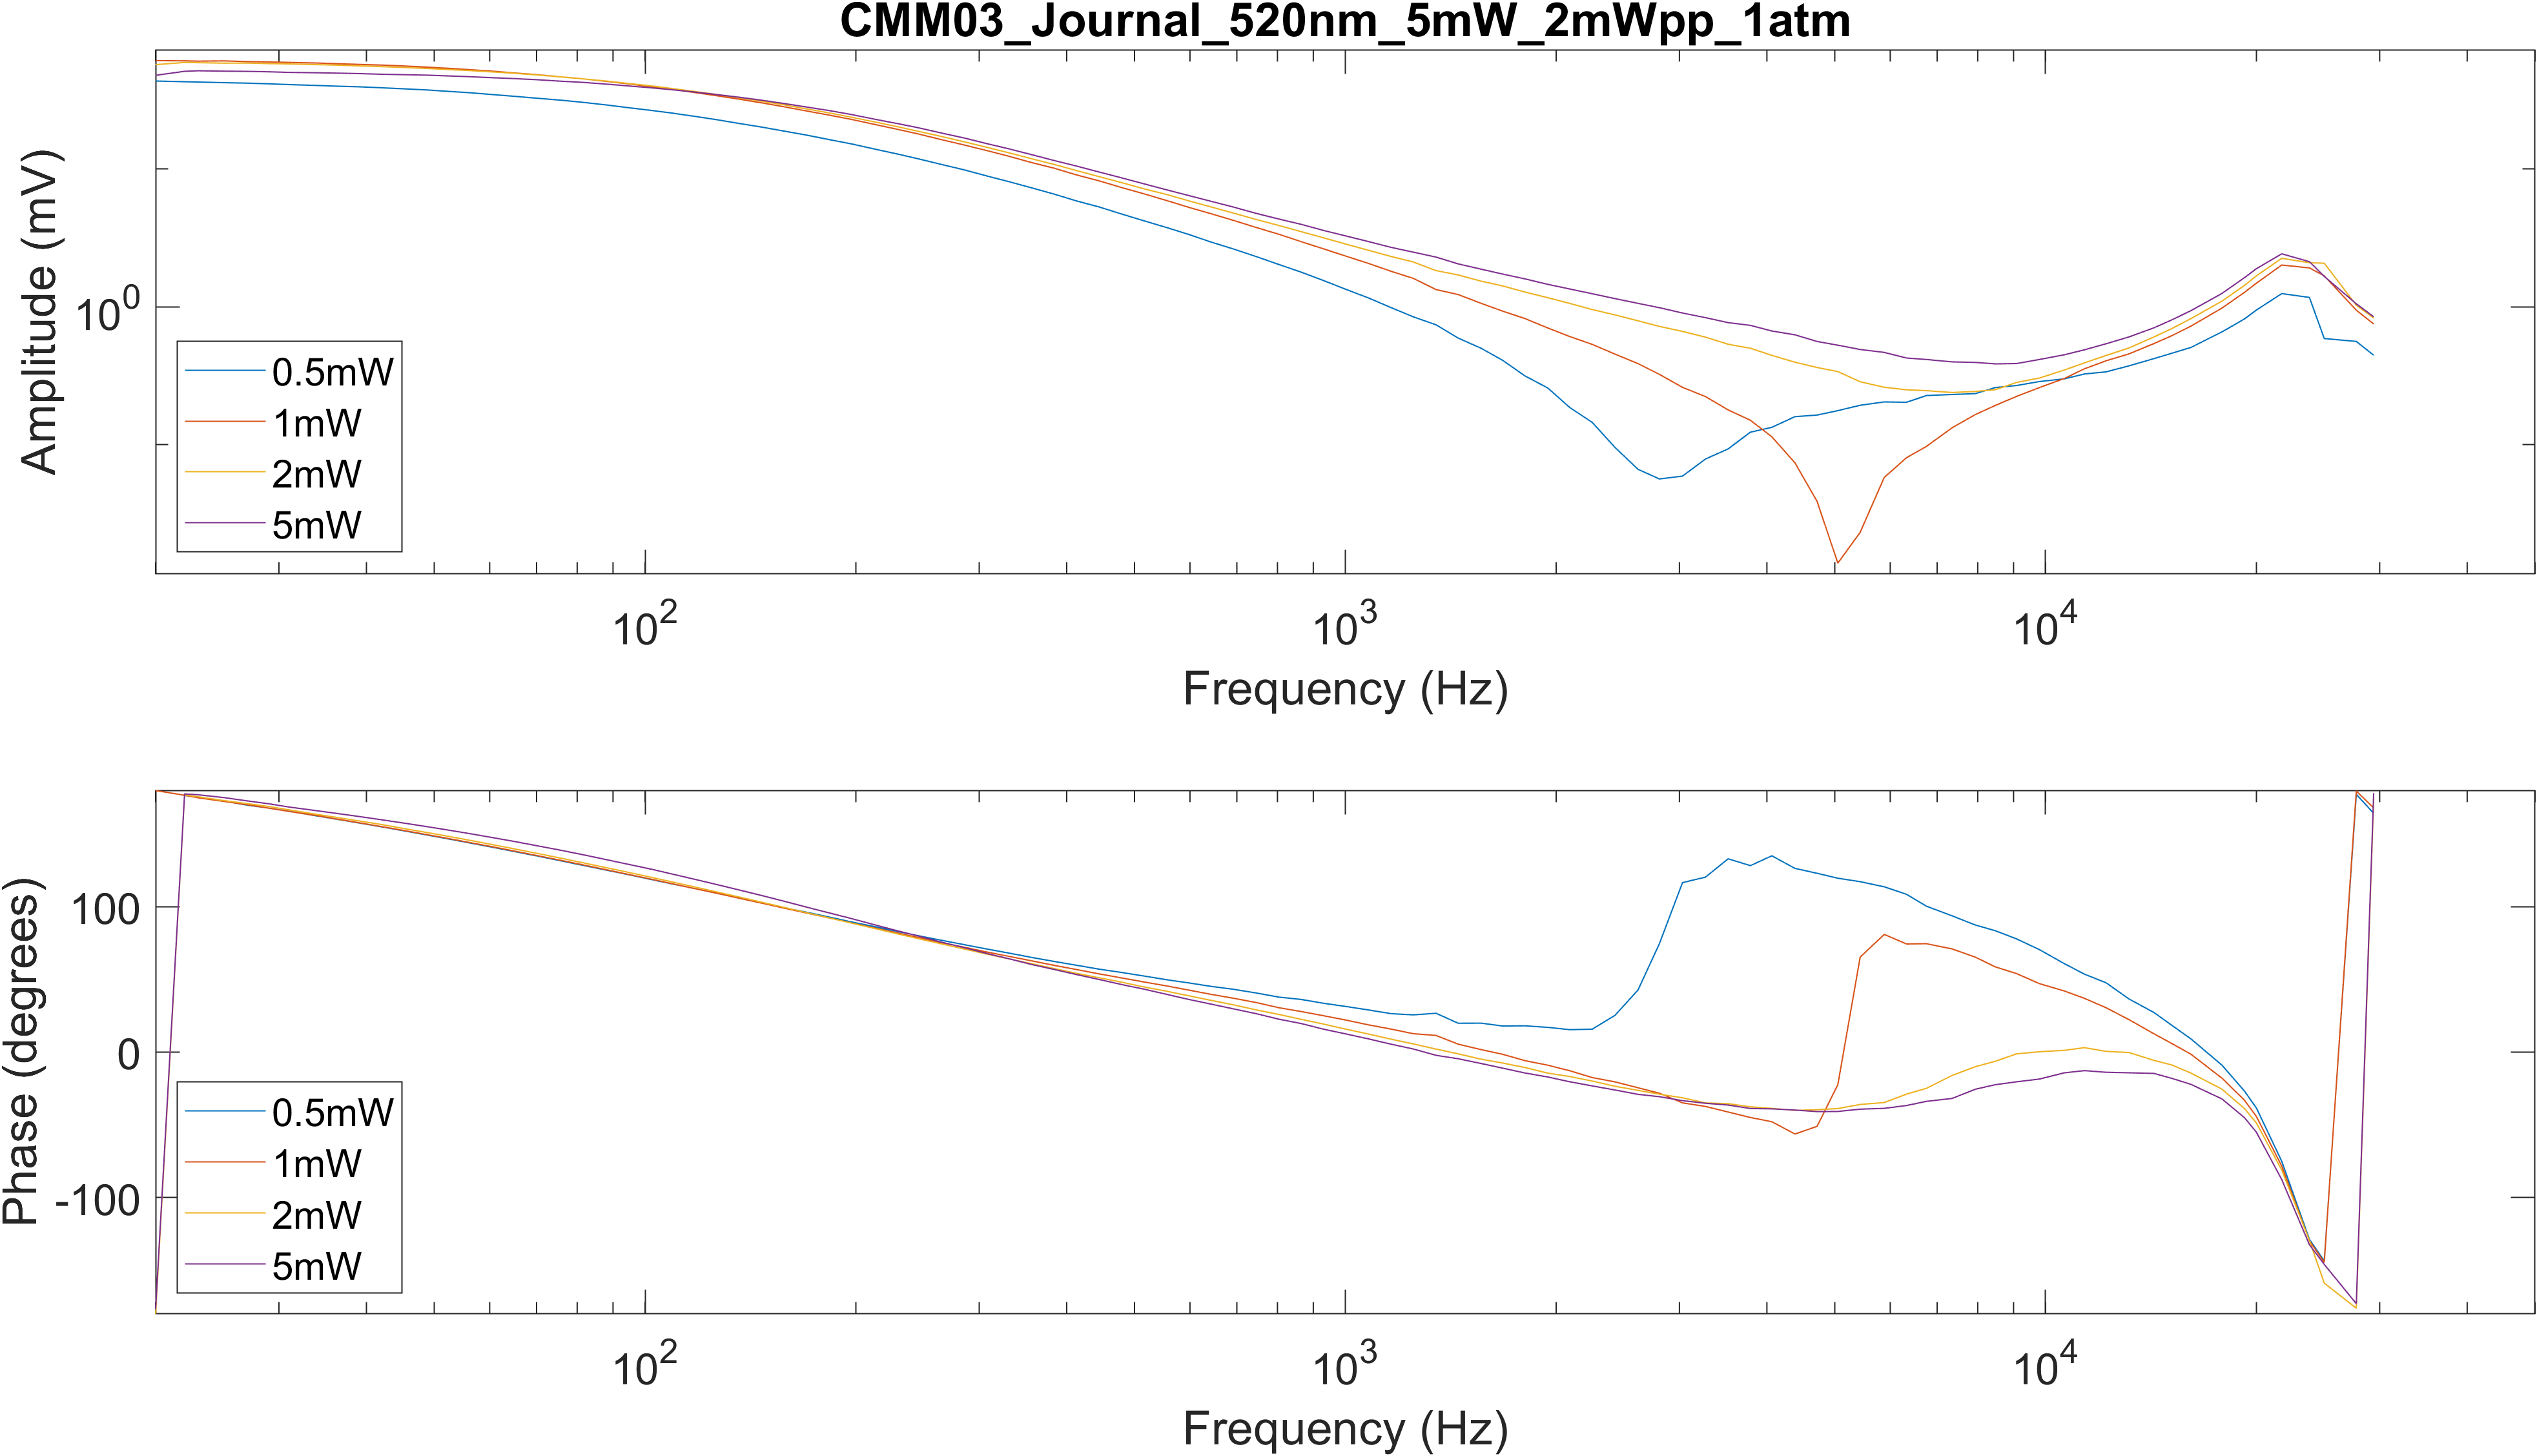 CMM03_Journal_520nm_5mW_2mWpp_1atm
Amplitude (mV)
10^0
0.5mW
1mW
2mW
5mW
10^2
10^3
10^4
Frequency (Hz)
Phase (degrees)
100
0
-100
0.5mW
1mW
2mW
5mW
10^2
10^3
10^4
Frequency (Hz)